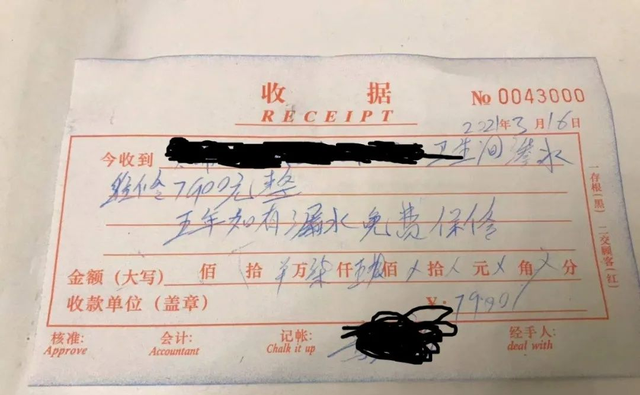 收 据 No 0043000
RECEIPT
2021年3月16日
今收到 卫生间渗水
维修7900元整
五年如有漏水免费保修
金额（大写） 佰 拾 万柒仟 佰 拾 元 角 分
收款单位（盖章） ￥：7900
核准： 会计： 记帐： 经手人：
Approve Accountant Chalk it up deal with
一存根（黑） 二交顾客（红）